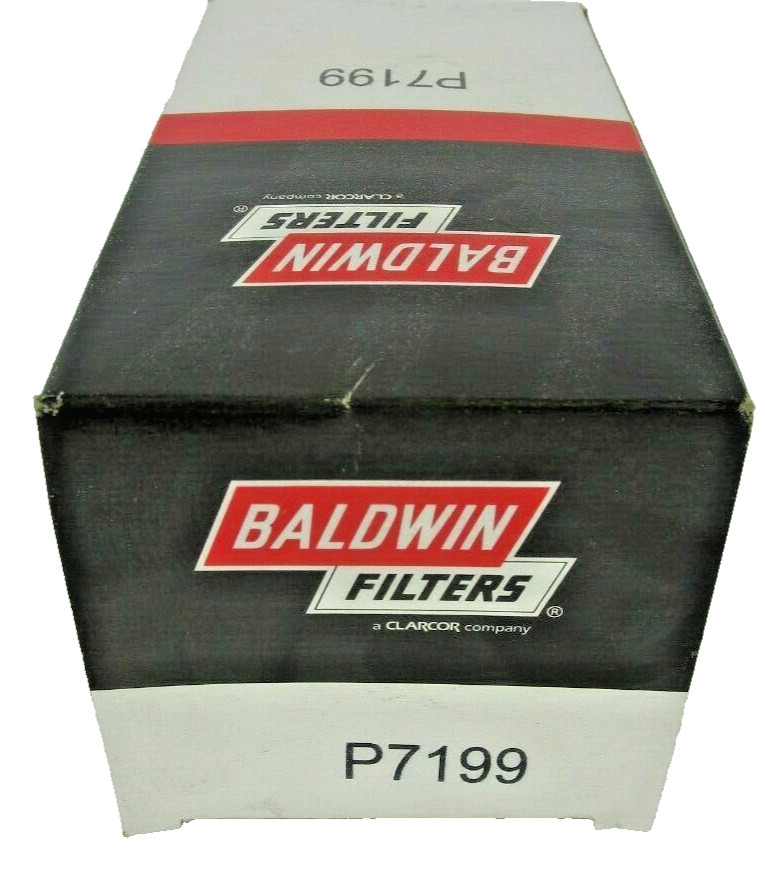 P7199
a CLARCOR company
FILTERS®
BALDWIN
BALDWIN
FILTERS®
a CLARCOR company
P7199